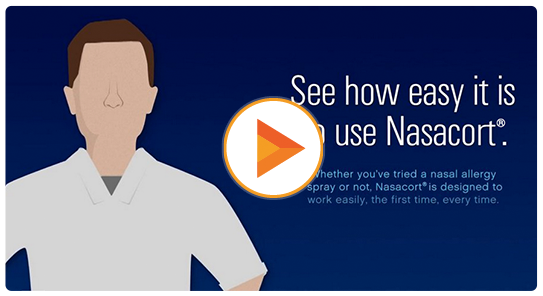 See how easy it is
to use Nasacort®.
Whether you've tried a nasal allergy
spray or not, Nasacort® is designed to
work easily, the first time, every time.